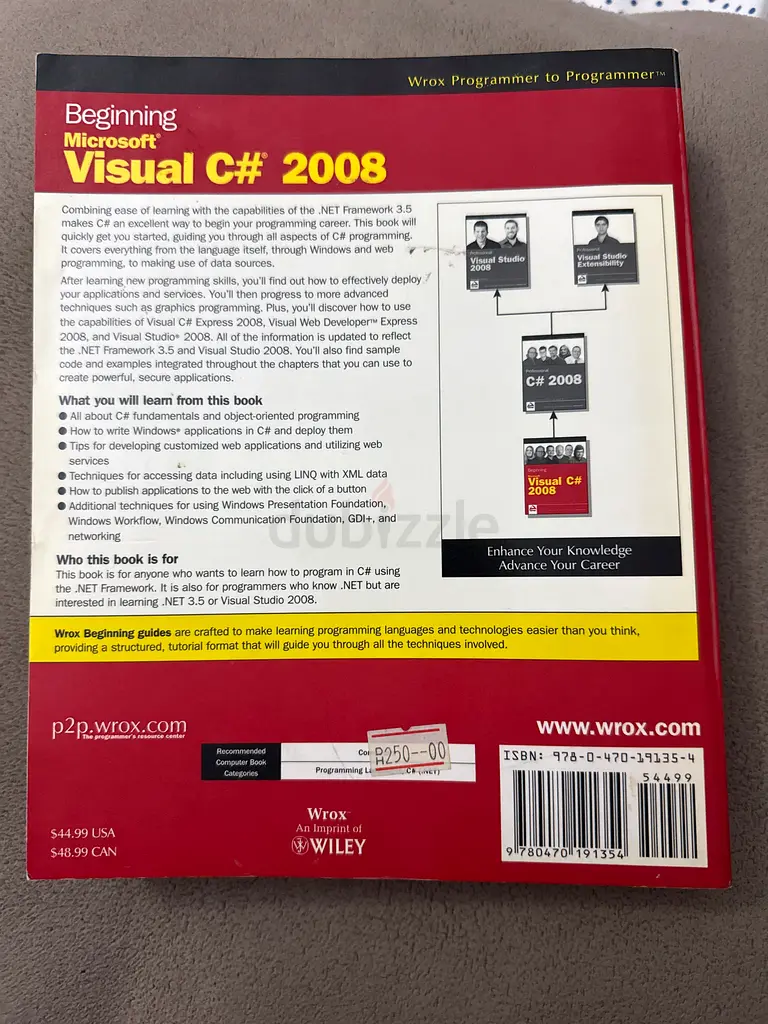 Wrox Programmer to Programmer™
Beginning
Microsoft®
Visual C#® 2008
Combining ease of learning with the capabilities of the .NET Framework 3.5
makes C# an excellent way to begin your programming career. This book will
quickly get you started, guiding you through all aspects of C# programming.
It covers everything from the language itself, through Windows and web
programming, to making use of data sources.
After learning new programming skills, you'll find out how to effectively deploy
your applications and services. You'll then progress to more advanced
techniques such as graphics programming. Plus, you'll discover how to use
the capabilities of Visual C# Express 2008, Visual Web Developer™ Express
2008, and Visual Studio® 2008. All of the information is updated to reflect
the .NET Framework 3.5 and Visual Studio 2008. You'll also find sample
code and examples integrated throughout the chapters that you can use to
create powerful, secure applications.
What you will learn from this book
● All about C# fundamentals and object-oriented programming
● How to write Windows® applications in C# and deploy them
● Tips for developing customized web applications and utilizing web
services
● Techniques for accessing data including using LINQ with XML data
● How to publish applications to the web with the click of a button
● Additional techniques for using Windows Presentation Foundation,
Windows Workflow, Windows Communication Foundation, GDI+, and
networking
Who this book is for
This book is for anyone who wants to learn how to program in C# using
the .NET Framework. It is also for programmers who know .NET but are
interested in learning .NET 3.5 or Visual Studio 2008.
Professional
Visual Studio
2008
Professional
Visual Studio
Extensibility
Professional
C# 2008
Beginning
Visual C#
2008
Enhance Your Knowledge
Advance Your Career
dubizzle
Wrox Beginning guides are crafted to make learning programming languages and technologies easier than you think,
providing a structured, tutorial format that will guide you through all the techniques involved.
p2p.wrox.com
The programmer's resource center
www.wrox.com
Recommended
Computer Book
Categories
Programming
C# (.NET)
250--00
ISBN: 978-0-470-19135-4
54499
9 780470 191354
Wrox™
An Imprint of
WILEY
$44.99 USA
$48.99 CAN